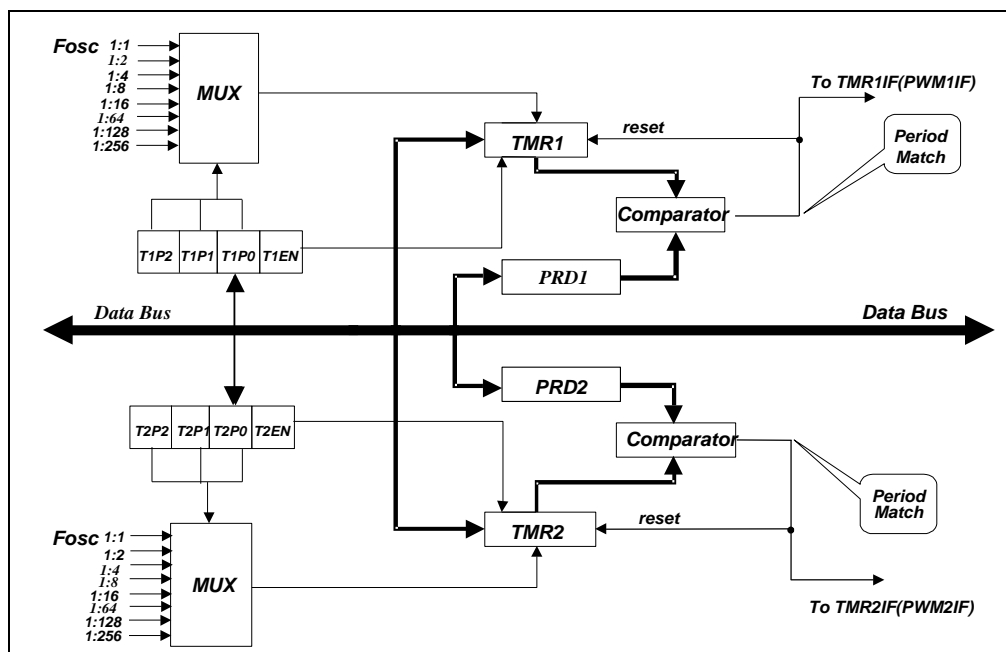 Fosc 1:1
1:2
1:4
1:8
1:16
1:64
1:128
1:256
MUX
To TMR1IF(PWM1IF)
reset
TMR1
Period
Match
Comparator
T1P2 T1P1 T1P0 T1EN
PRD1
Data Bus
Data Bus
PRD2
T2P2 T2P1 T2P0 T2EN
Comparator
Period
Match
TMR2
reset
Fosc 1:1
1:2
1:4
1:8
1:16
1:64
1:128
1:256
MUX
To TMR2IF(PWM2IF)